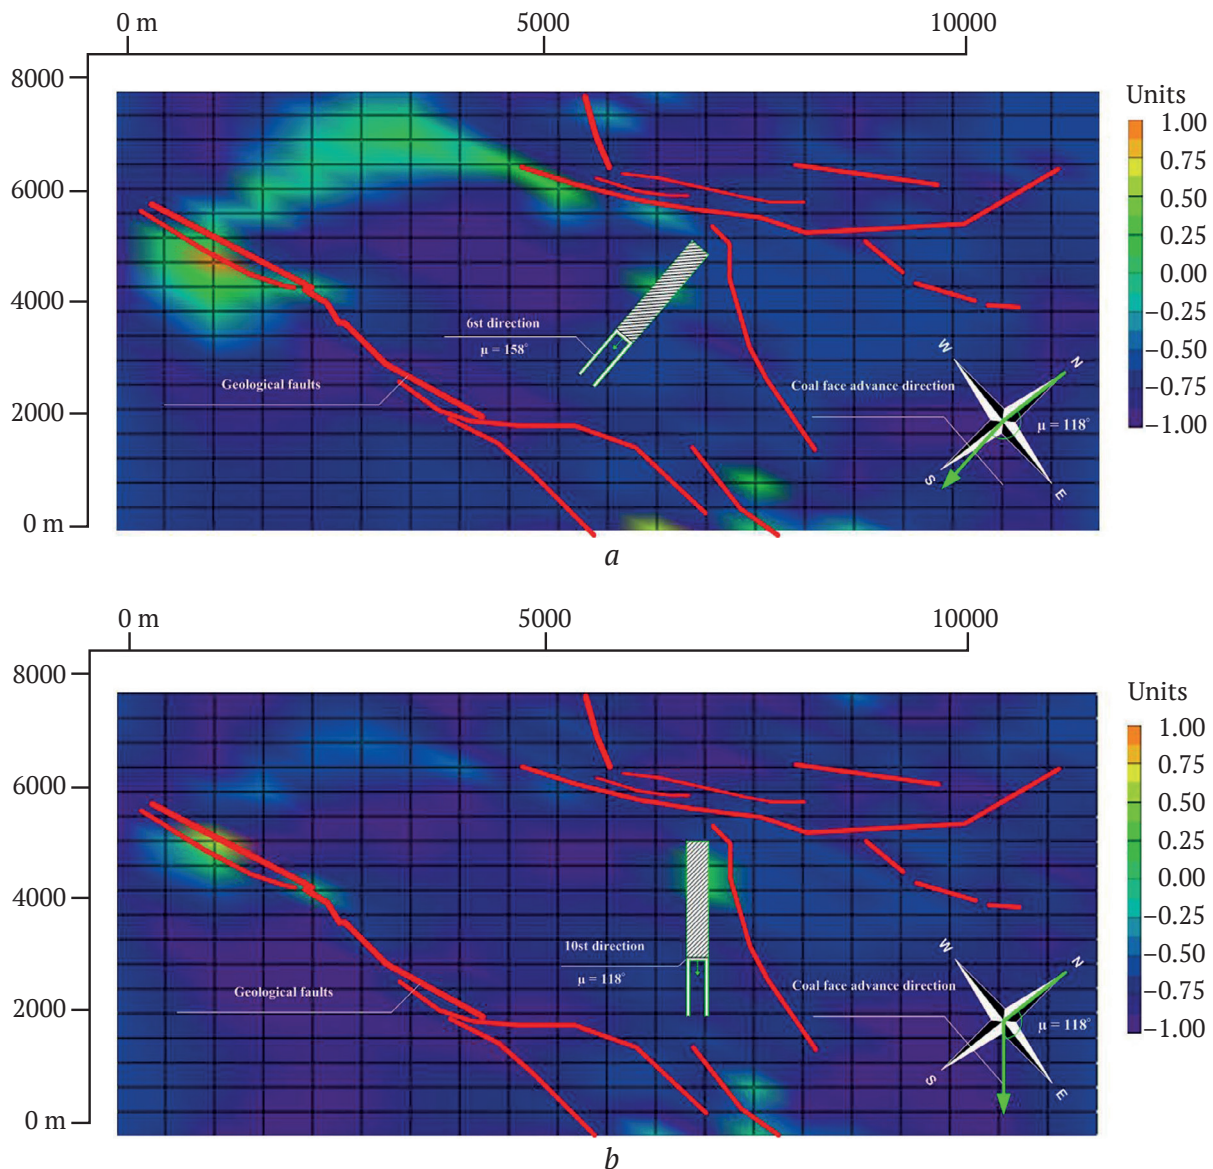 0 m 5000 10000
8000
6000
4000
2000
0 m
Units
1.00
0.75
0.50
0.25
0.00
−0.25
−0.50
−0.75
−1.00
6st direction
μ = 158°
Geological faults
Coal face advance direction
W
N
μ = 118°
S
E
a
0 m 5000 10000
8000
6000
4000
2000
0 m
Units
1.00
0.75
0.50
0.25
0.00
−0.25
−0.50
−0.75
−1.00
10st direction
μ = 118°
Geological faults
Coal face advance direction
W
N
μ = 118°
S
E
b